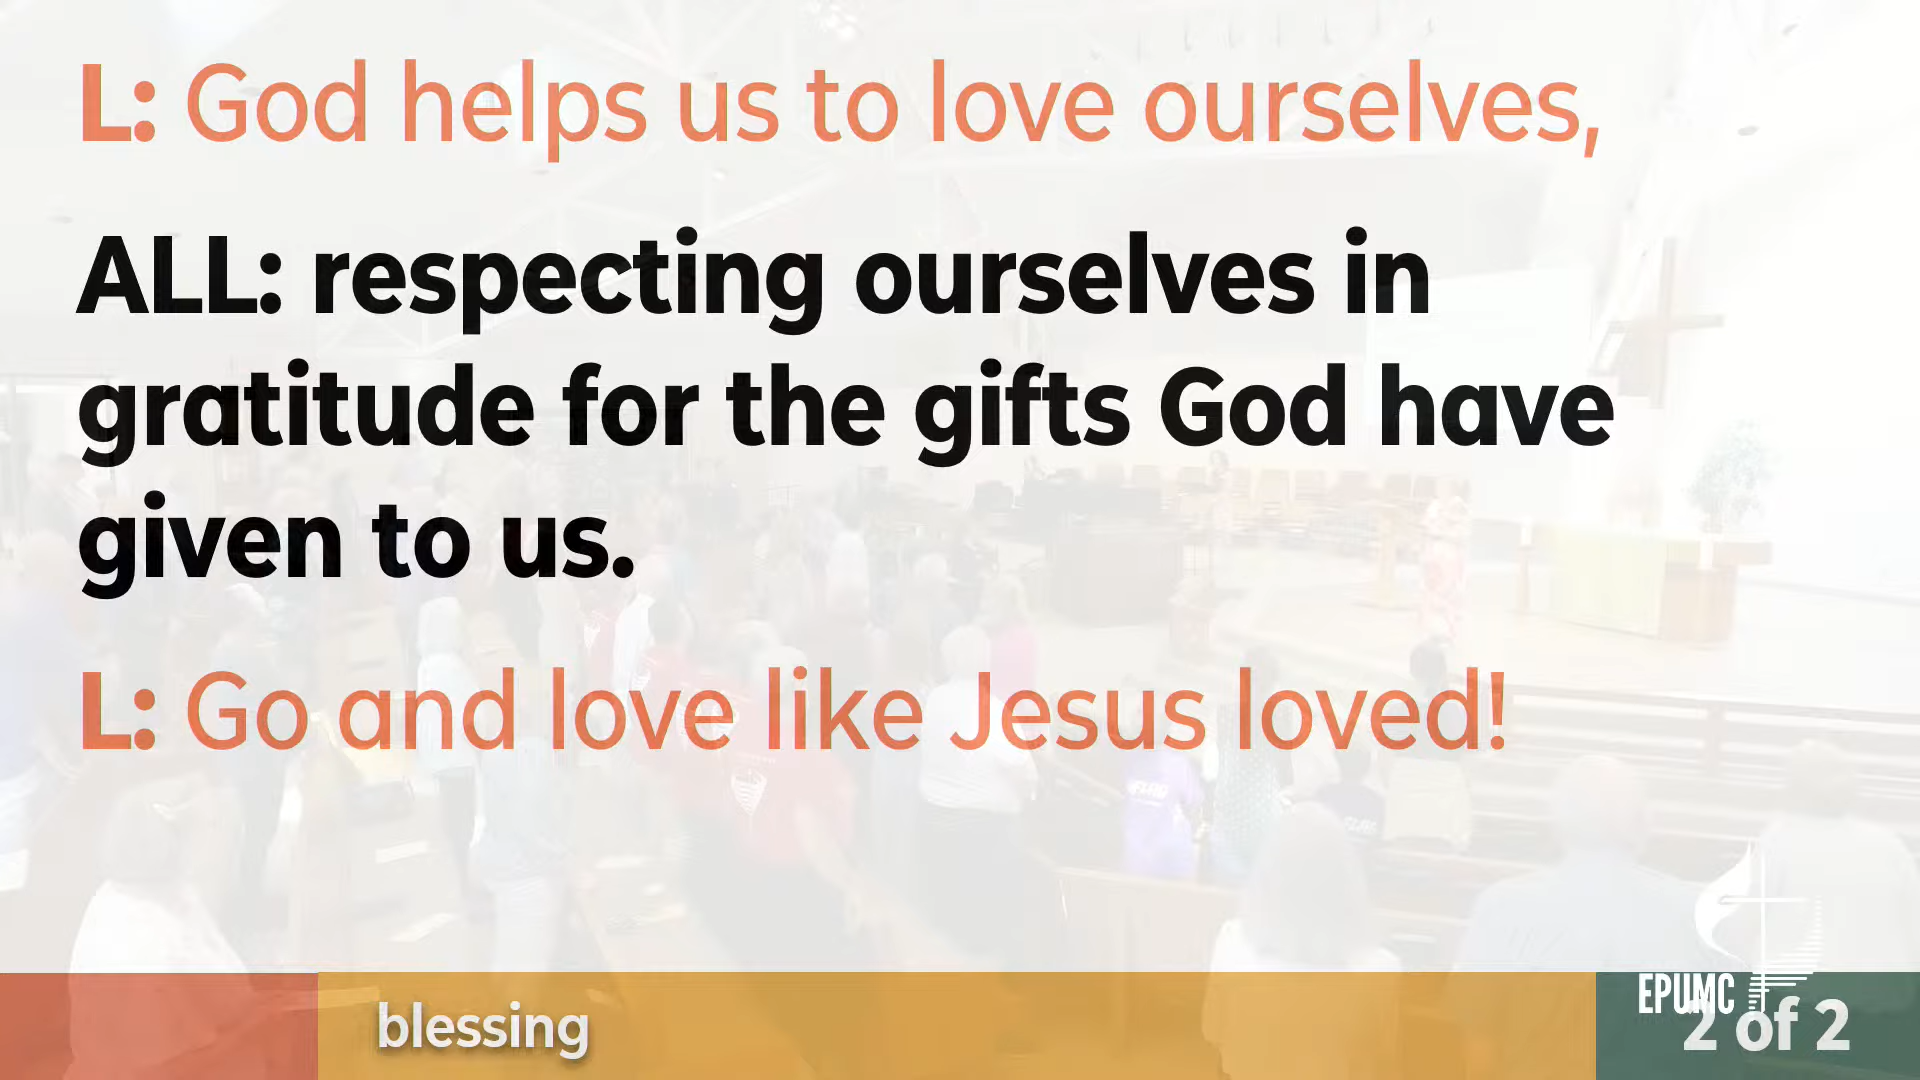 L: God helps us to love ourselves,
ALL: respecting ourselves in
gratitude for the gifts God have
given to us.
L: Go and love like Jesus loved!
blessing
EPUMC
2 of 2